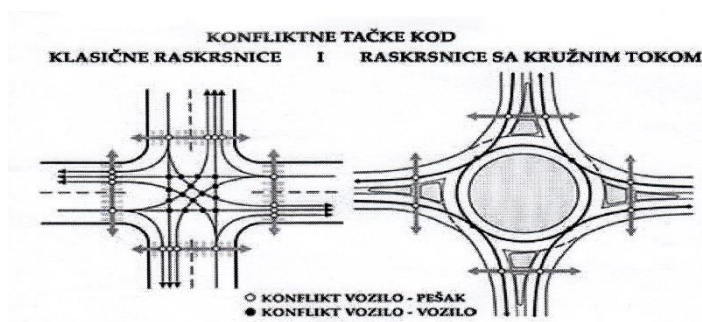 KONFLIKTNE TAČKE KOD
KLASIČNE RASKRSNICE I RASKRSNICE SA KRUŽNIM TOKOM
KONFLIKT VOZILO - PEŠAK
KONFLIKT VOZILO - VOZILO